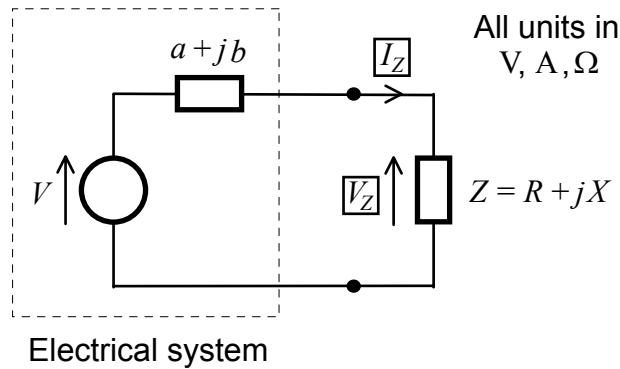 a + jb
I_Z
All units in
V, A, Ω
V
V_Z
Z = R + jX
Electrical system